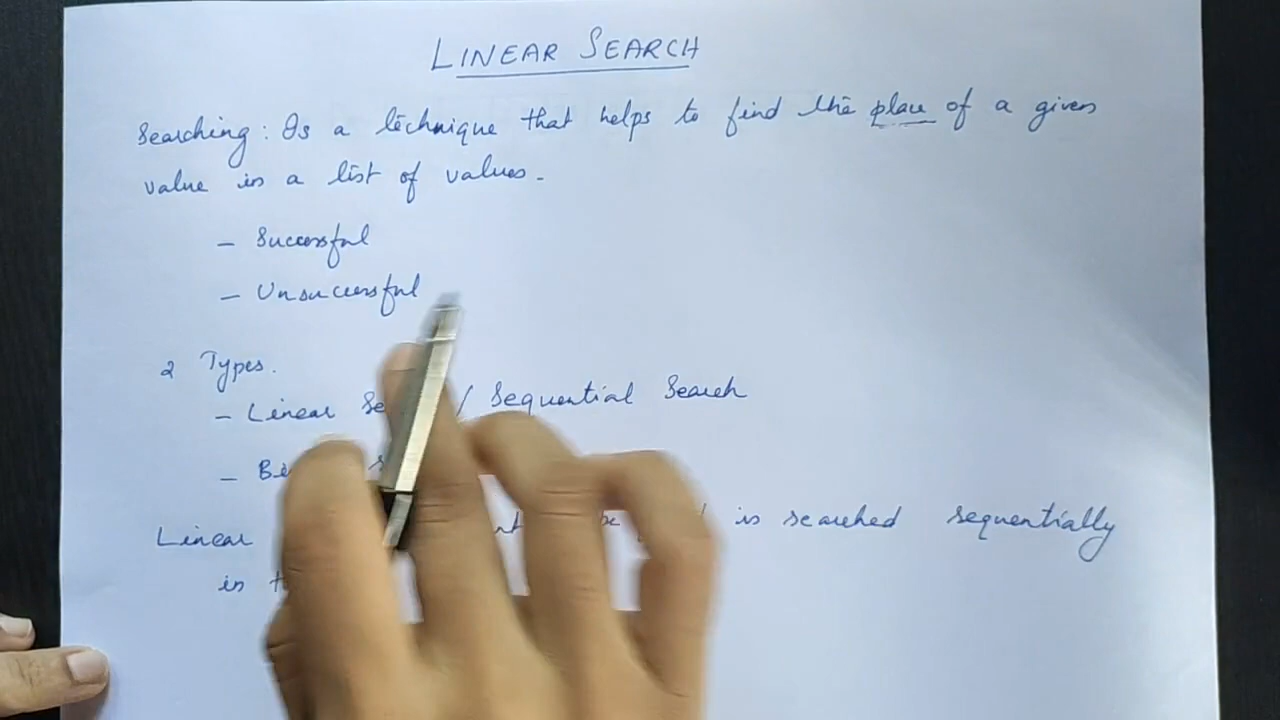 LINEAR SEARCH
Searching: Is a technique that helps to find the place of a given
value in a list of values.
- Successful
- Unsuccessful
2 Types.
- Linear / Sequential Search
-
Linear is searched sequentially
in